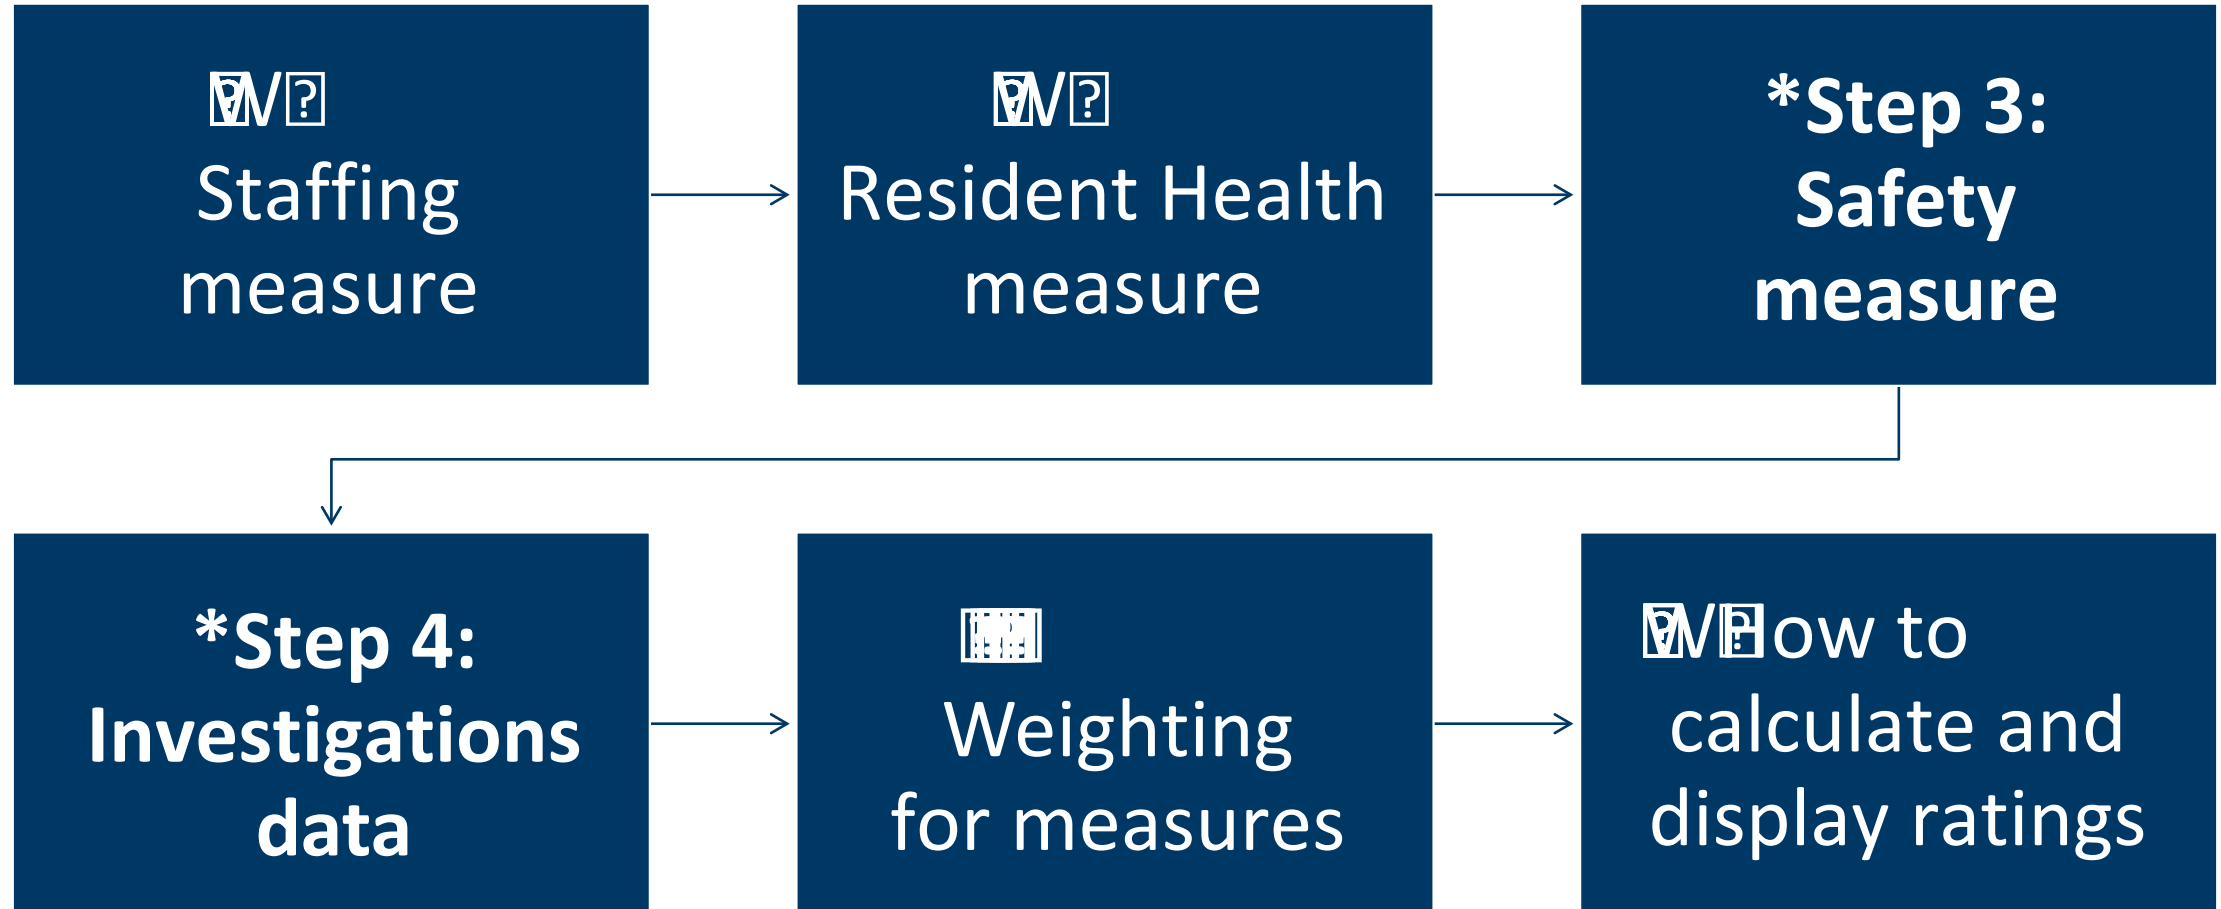 Staffing
measure
Resident Health
measure
*Step 3:
Safety
measure
*Step 4:
Investigations
data
Weighting
for measures
How to
calculate and
display ratings